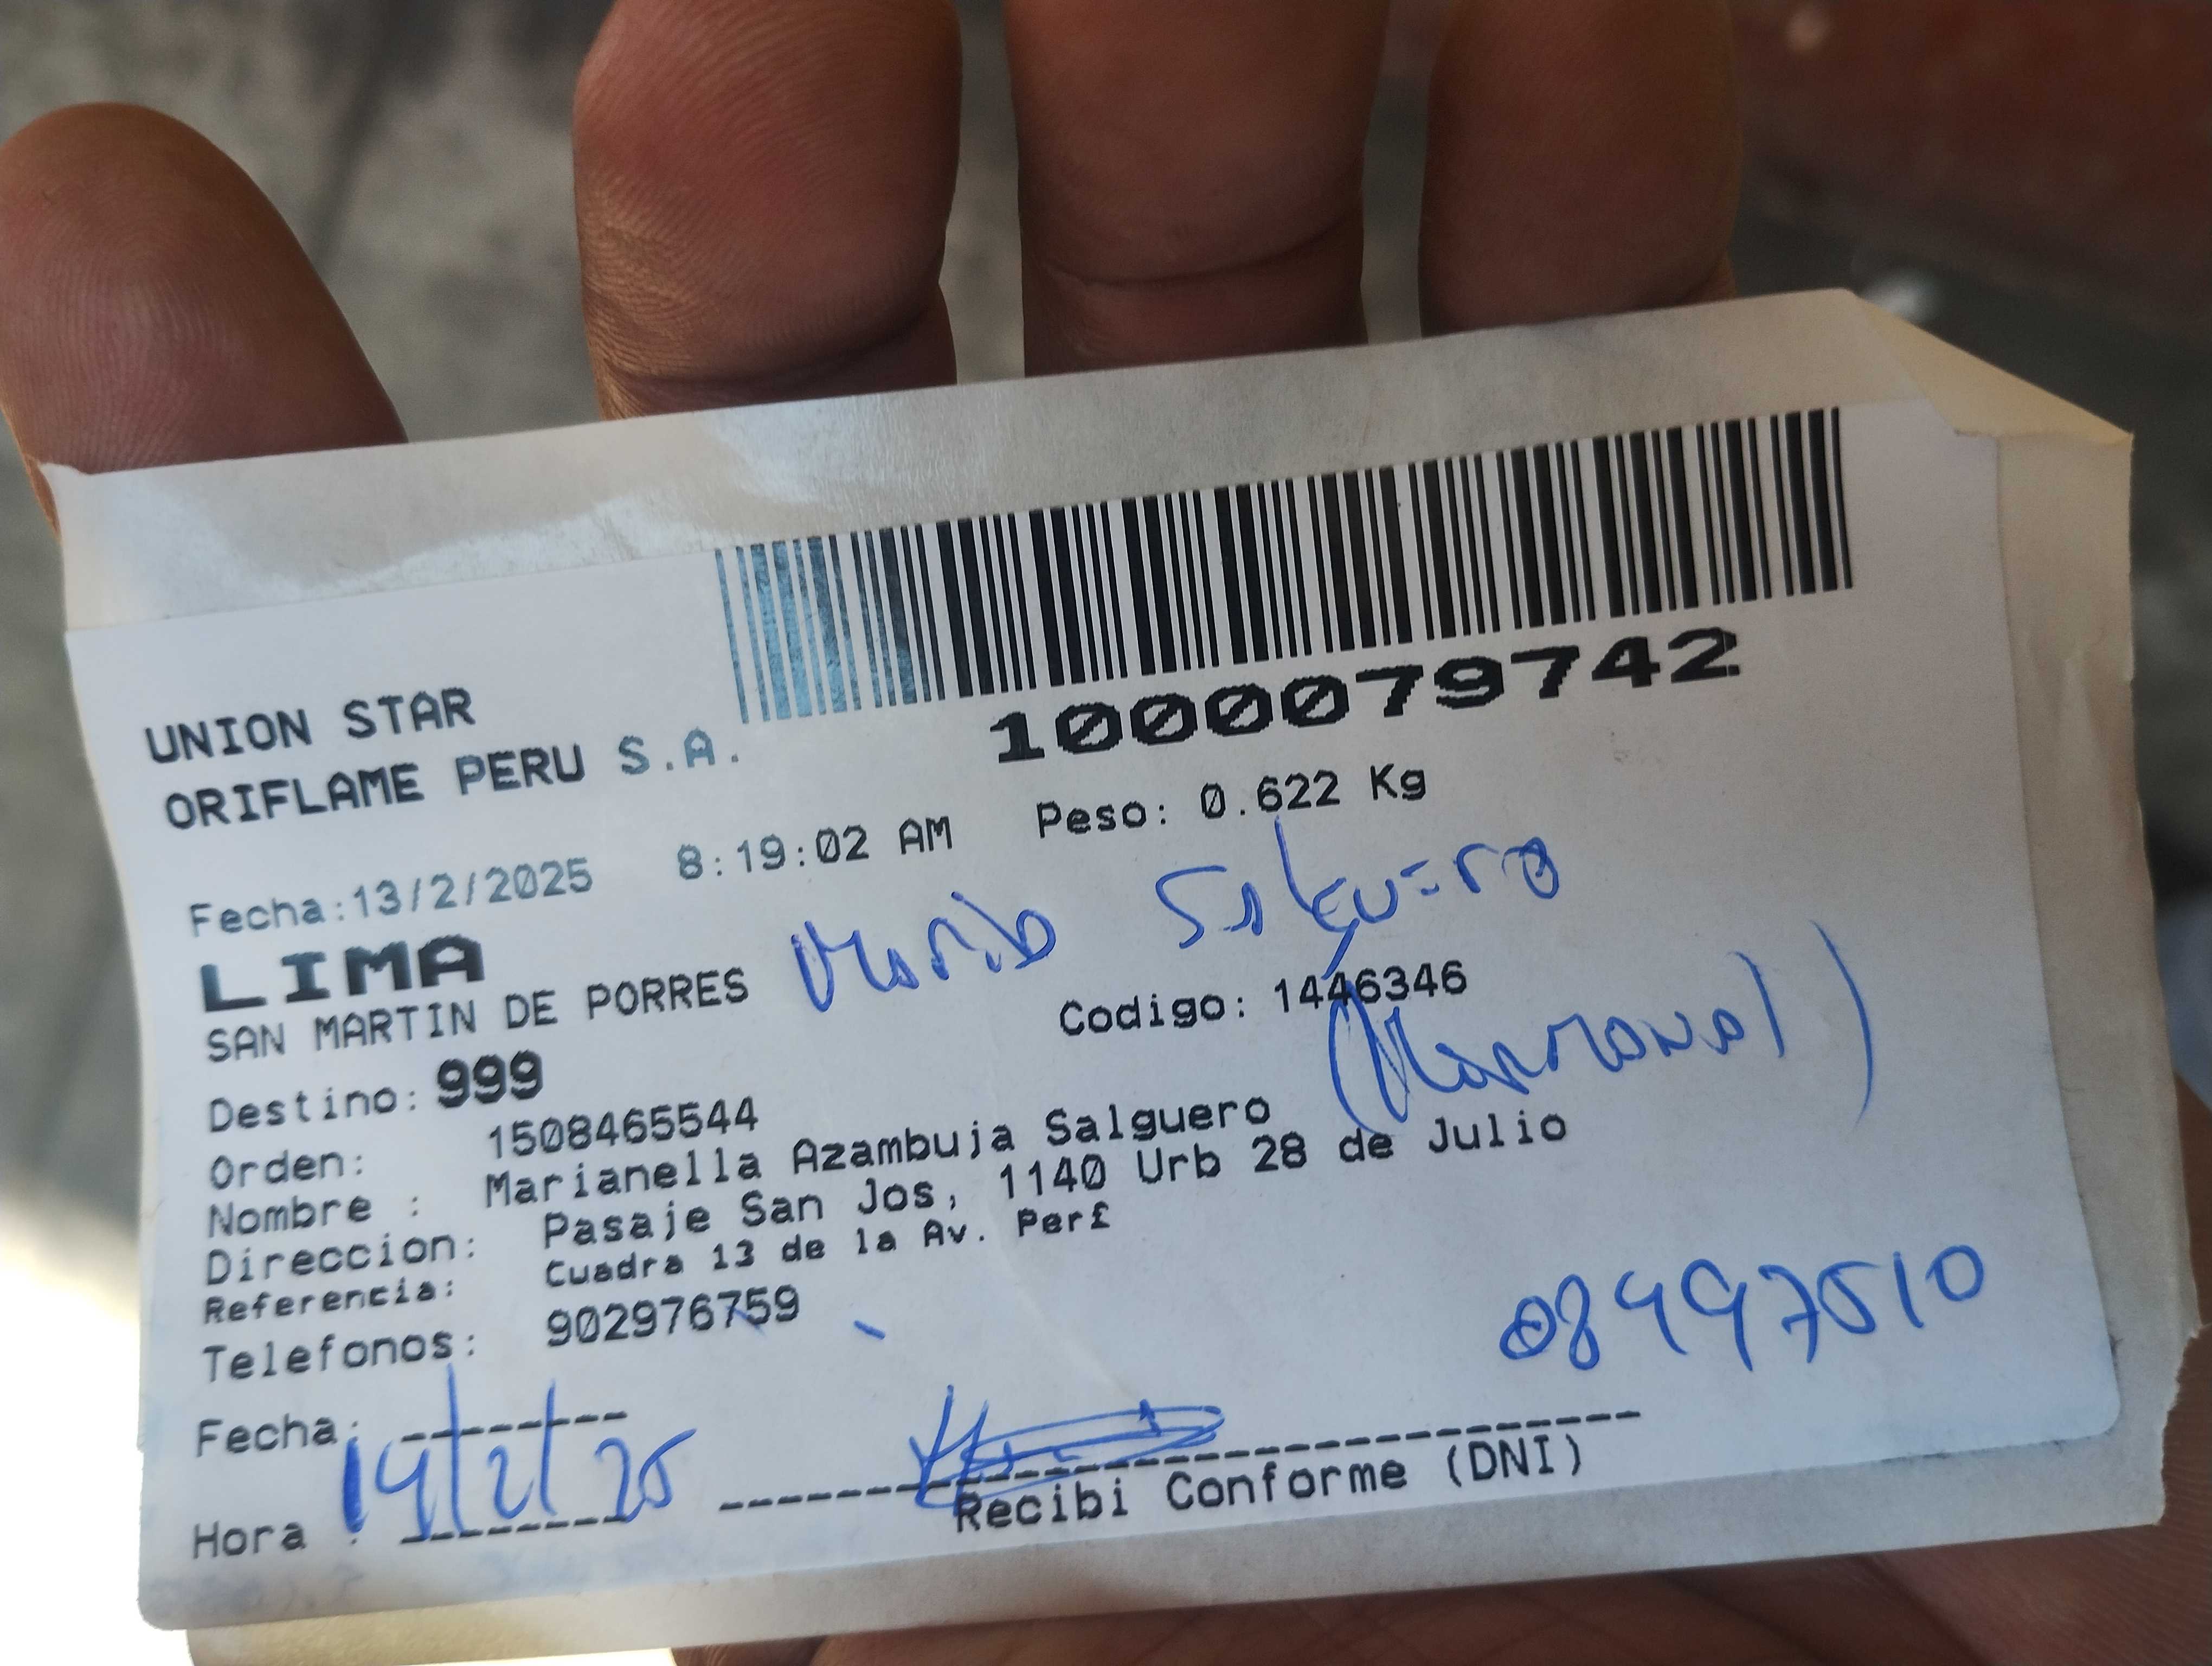 1000079742
UNION STAR
ORIFLAME PERU S.A.
Fecha:13/2/2025 8:19:02 AM Peso: 0.622 Kg
LIMA
SAN MARTIN DE PORRES
Salguero
Codigo: 1446346
Destino: 999
Orden: 1508465544
Nombre : Marianella Azambuja Salguero
Direccion: Pasaje San Jos, 1140 Urb 28 de Julio
Referencia: Cuadra 13 de la Av. Per£
Telefonos: 902976759
08497510
Fecha:
14/2/25
Hora :
Recibi Conforme (DNI)